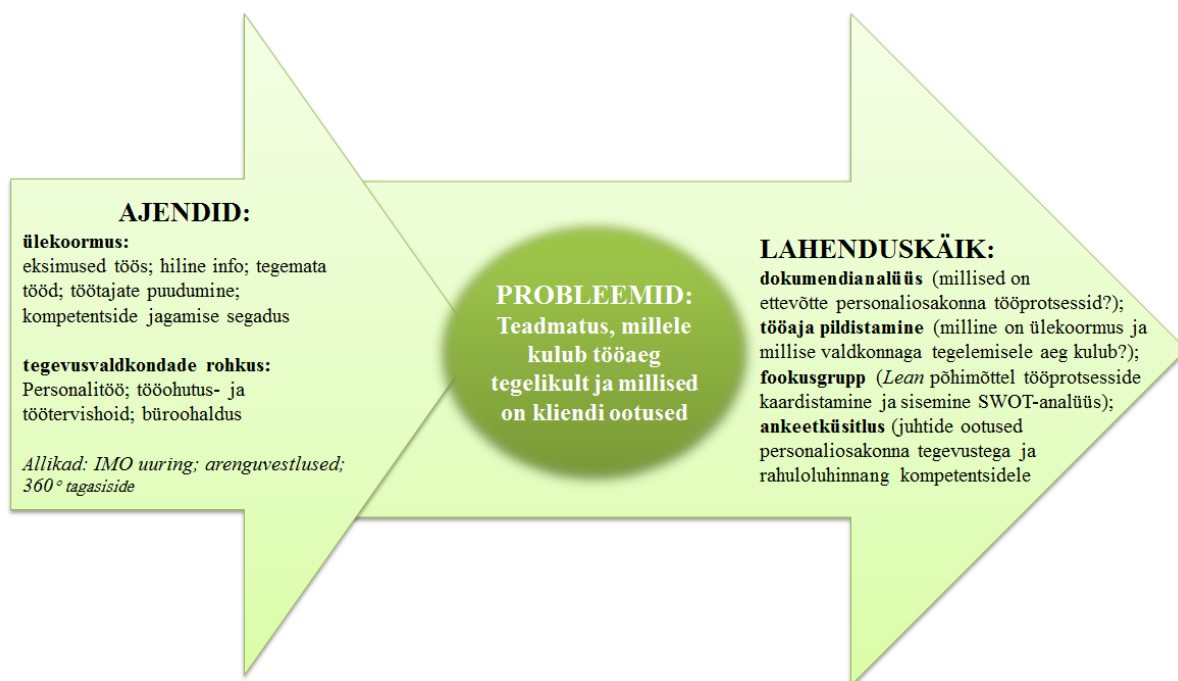 AJENDID:
ülekoormus:
eksimused töös; hiline info; tegemata
tööd; töötajate puudumine;
kompetentside jagamise segadus
tegevusvaldkondade rohkus:
Personalitöö; tööohutus- ja
töötervishoid; büroohaldus
Allikad: IMO uuring; arenguvestlused;
360° tagasiside
PROBLEEMID:
Teadmatus, millele
kulub tööaeg
tegelikult ja millised
on kliendi ootused
LAHENDUSKÄIK:
dokumendianalüüs (millised on
ettevõtte personaliosakonna tööprotsessid?);
tööaja pildistamine (milline on ülekoormus ja
millise valdkonnaga tegelemisele aeg kulub?);
fookusgrupp (Lean põhimõttel tööprotsesside
kaardistamine ja sisemine SWOT-analüüs);
ankeetküsitlus (juhtide ootused
personaliosakonna tegevustega ja
rahuloluhinnang kompetentsidele